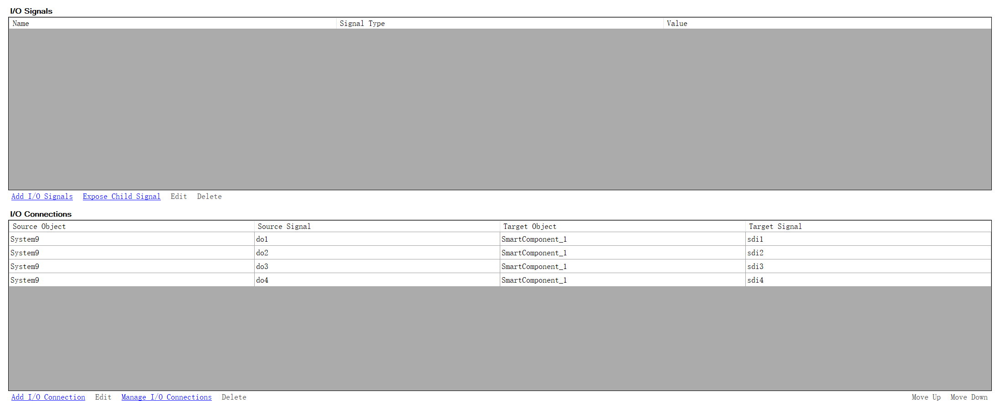 I/O Signals
Name Signal Type Value
Add I/O Signals Expose Child Signal Edit Delete
I/O Connections
Source Object Source Signal Target Object Target Signal
System9 do1 SmartComponent_1 sdi1
System9 do2 SmartComponent_1 sdi2
System9 do3 SmartComponent_1 sdi3
System9 do4 SmartComponent_1 sdi4
Add I/O Connection Edit Manage I/O Connections Delete Move Up Move Down